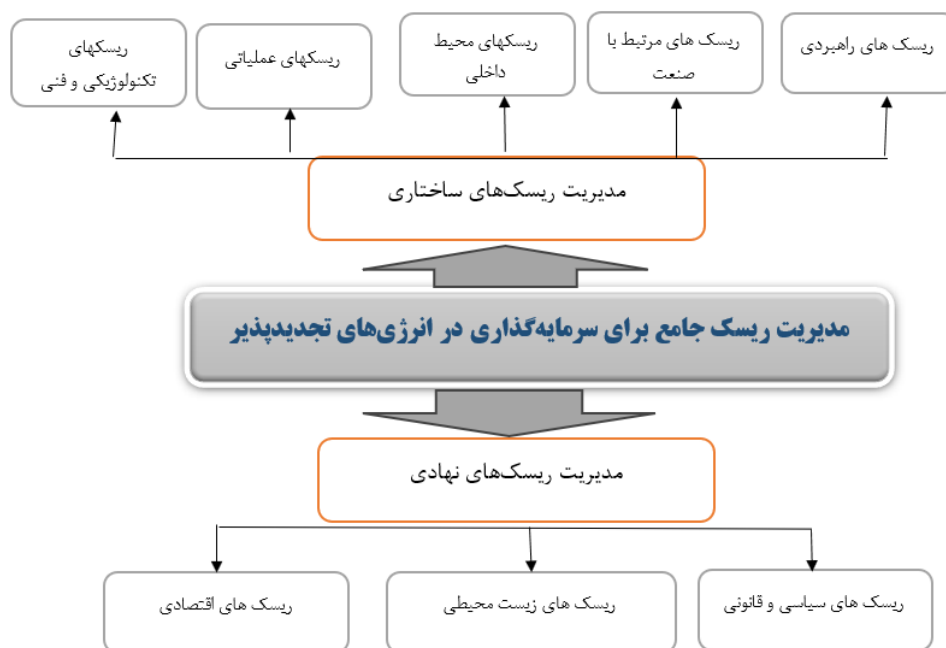 ریسک های راهبردی
ریسک های مرتبط با
صنعت
ریسکهای محیط
داخلی
ریسکهای عملیاتی
ریسکهای
تکنولوژیکی و فنی
مدیریت ریسک‌های ساختاری
مدیریت ریسک جامع برای سرمایه‌گذاری در انرژی‌های تجدیدپذیر
مدیریت ریسک‌های نهادی
ریسک های سیاسی و قانونی
ریسک های زیست محیطی
ریسک های اقتصادی